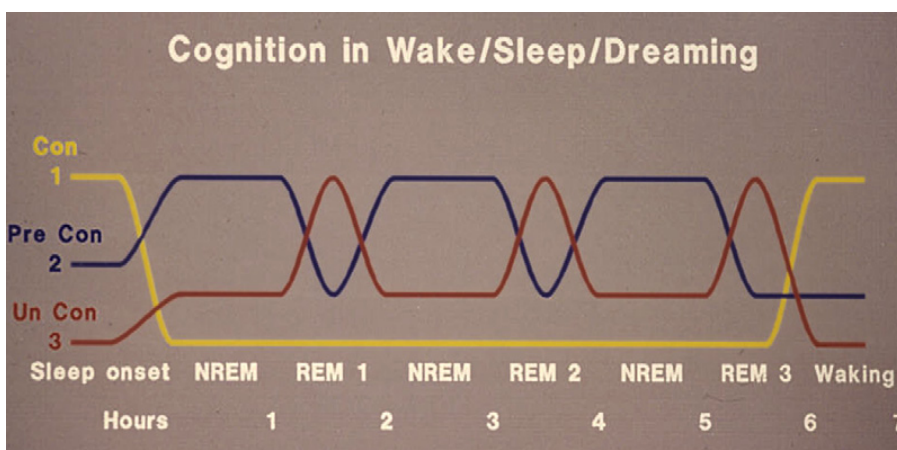 Cognition in Wake/Sleep/Dreaming
Con
1
Pre Con
2
Un Con
3
Sleep onset NREM REM 1 NREM REM 2 NREM REM 3 Waking
Hours 1 2 3 4 5 6 7